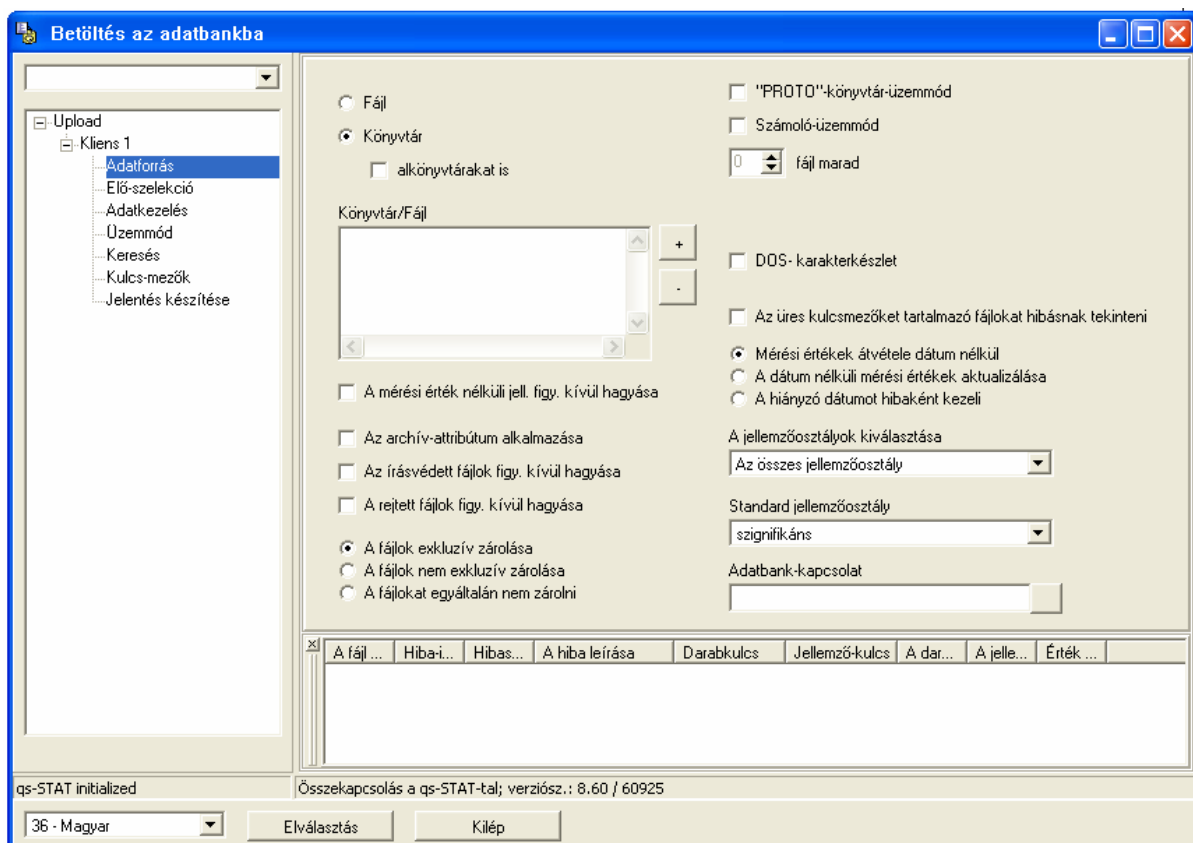 Betöltés az adatbankba
Upload
Kliens 1
Adatforrás
Elő-szelekció
Adatkezelés
Üzemmód
Keresés
Kulcs-mezők
Jelentés készítése
Fájl
Könyvtár
alkönyvtárakat is
Könyvtár/Fájl
+
-
A mérési érték nélküli jell. figy. kívül hagyása
Az archív-attribútum alkalmazása
Az írásvédett fájlok figy. kívül hagyása
A rejtett fájlok figy. kívül hagyása
A fájlok exkluzív zárolása
A fájlok nem exkluzív zárolása
A fájlokat egyáltalán nem zárolni
"PROTO"-könyvtár-üzemmód
Számoló-üzemmód
0 fájl marad
DOS- karakterkészlet
Az üres kulcsmezőket tartalmazó fájlokat hibásnak tekinteni
Mérési értékek átvétele dátum nélkül
A dátum nélküli mérési értékek aktualizálása
A hiányzó dátumot hibaként kezeli
A jellemzőosztályok kiválasztása
Az összes jellemzőosztály
Standard jellemzőosztály
szignifikáns
Adatbank-kapcsolat
A fájl ... Hiba-i... Hibas... A hiba leírása Darabkulcs Jellemző-kulcs A dar... A jelle... Érték ...
qs-STAT initialized Összekapcsolás a qs-STAT-tal; verziósz.: 8.60 / 60925
36 - Magyar Elválasztás Kilép